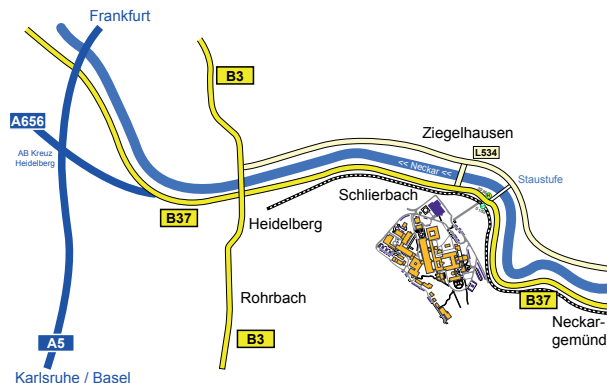 Frankfurt
B3
A656
AB Kreuz
Heidelberg
Ziegelhausen
L534
<< Neckar <<
Staustufe
Schlierbach
B37
Heidelberg
Rohrbach
B37
B3
Neckar-
gemünd
A5
Karlsruhe / Basel